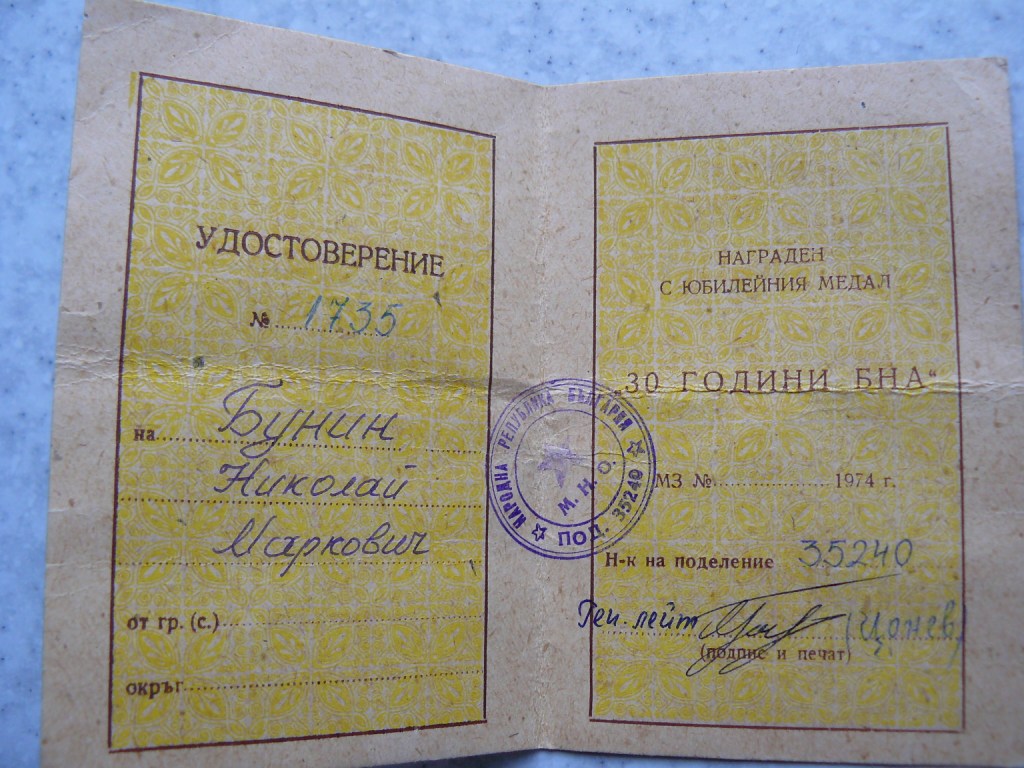 УДОСТОВЕРЕНИЕ
№ 1735
на Бунин
Николай
Маркович
от гр. (с.)
окръг
НАГРАДЕН
С ЮБИЛЕЙНИЯ МЕДАЛ
„30 ГОДИНИ БНА“
НАРОДНА РЕПУБЛИКА БЪЛГАРИЯ
М. Н. О.
ПОД. 35240
МЗ № 1974 г.
Н-к на поделение 35240
Ген. лейт (Цонев)
(подпис и печат)